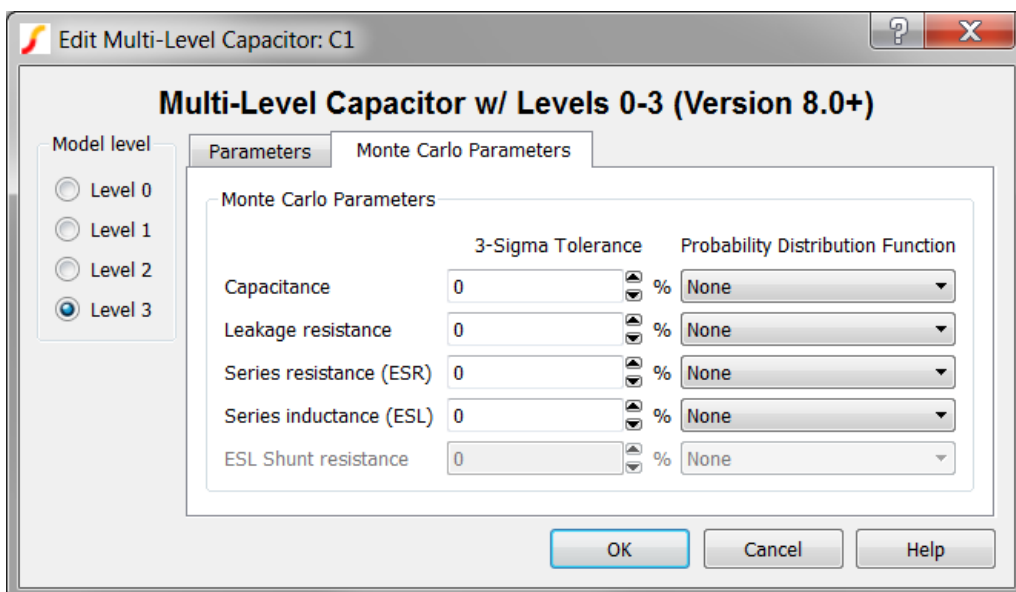 Edit Multi-Level Capacitor: C1
Multi-Level Capacitor w/ Levels 0-3 (Version 8.0+)
Model level
Level 0
Level 1
Level 2
Level 3
Parameters Monte Carlo Parameters
Monte Carlo Parameters
3-Sigma Tolerance Probability Distribution Function
Capacitance 0 % None
Leakage resistance 0 % None
Series resistance (ESR) 0 % None
Series inductance (ESL) 0 % None
ESL Shunt resistance 0 % None
OK Cancel Help